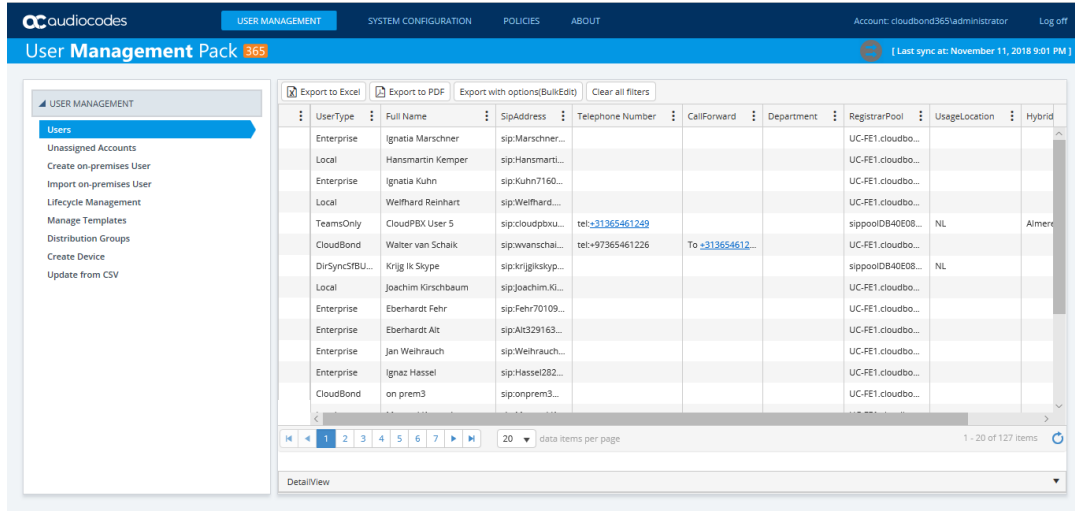 audiocodes USER MANAGEMENT SYSTEM CONFIGURATION POLICIES ABOUT Account: cloudbond365\administrator Log off
User Management Pack 365 [ Last sync at: November 11, 2018 9:01 PM ]
USER MANAGEMENT
Users
Unassigned Accounts
Create on-premises User
Import on-premises User
Lifecycle Management
Manage Templates
Distribution Groups
Create Device
Update from CSV
Export to Excel Export to PDF Export with options(BulkEdit) Clear all filters
UserType Full Name SipAddress Telephone Number CallForward Department RegistrarPool UsageLocation Hybrid
Enterprise Ignatia Marschner sip:Marschner... UC-FE1.cloudbo...
Local Hansmartin Kemper sip:Hansmarti... UC-FE1.cloudbo...
Enterprise Ignatia Kuhn sip:Kuhn7160... UC-FE1.cloudbo...
Local Welfhard Reinhart sip:Welfhard.... UC-FE1.cloudbo...
TeamsOnly CloudPBX User 5 sip:cloudpbxu... tel:+31365461249 sippoolDB40E08... NL Almere
CloudBond Walter van Schaik sip:wvanschai... tel:+97365461226 To +313654612... UC-FE1.cloudbo...
DirSyncSfBU... Krijg Ik Skype sip:krijgikskyp... sippoolDB40E08... NL
Local Joachim Kirschbaum sip:Joachim.Ki... UC-FE1.cloudbo...
Enterprise Eberhardt Fehr sip:Fehr70109... UC-FE1.cloudbo...
Enterprise Eberhardt Alt sip:Alt329163... UC-FE1.cloudbo...
Enterprise Jan Weihrauch sip:Weihrauch... UC-FE1.cloudbo...
Enterprise Ignaz Hassel sip:Hassel282... UC-FE1.cloudbo...
CloudBond on prem3 sip:onprem3... UC-FE1.cloudbo...
1 2 3 4 5 6 7 20 data items per page 1 - 20 of 127 items
DetailView